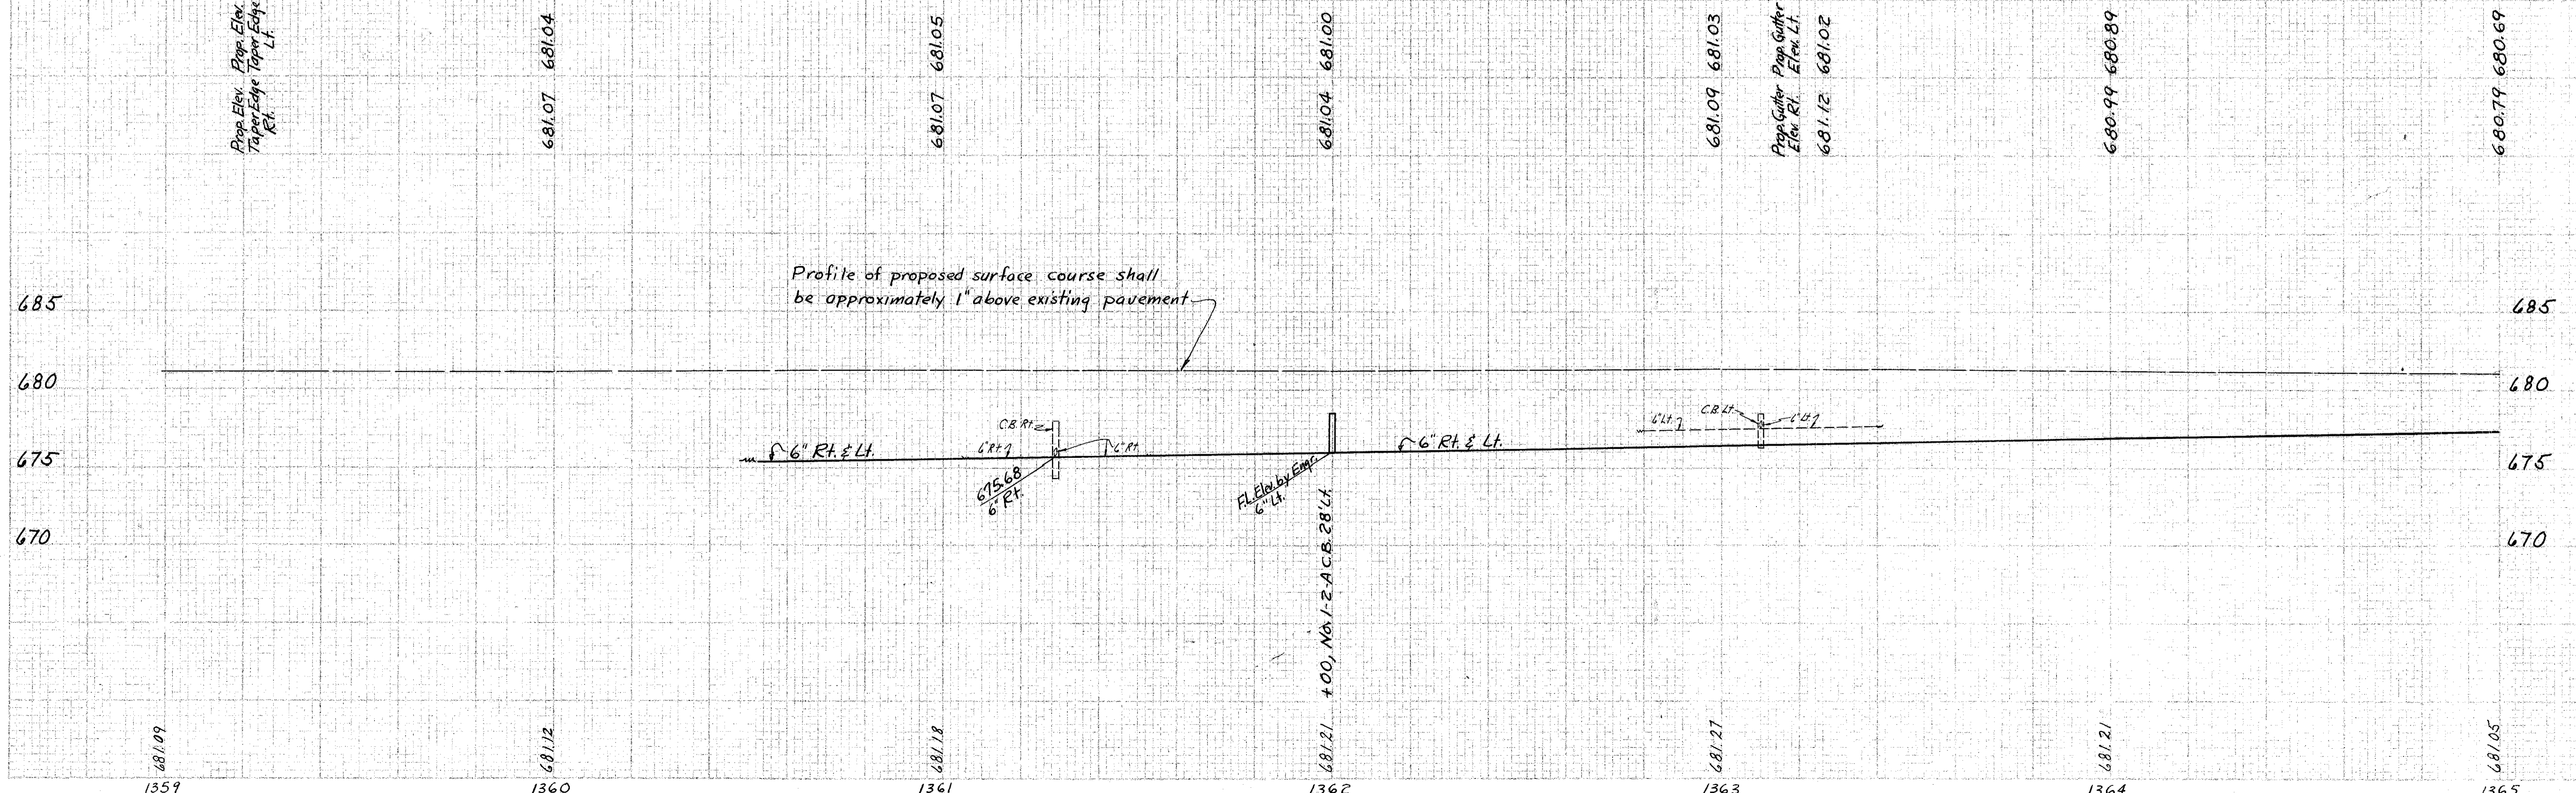 Prop. Elev.
Taper Edge
Lt.
Prop. Elev.
Taper Edge
Rt.
681.04
681.07
681.05
681.07
681.00
681.04
681.03
681.09
Prop. Gutter
Elev. Lt.
Prop. Gutter
Elev. Rt.
681.02
681.12
680.89
680.99
680.69
680.79
Profile of proposed surface course shall
be approximately 1" above existing pavement
685
685
680
680
675
675
670
670
6" Rt. & Lt.
6" Rt.
C.B. Rt.
6" Rt.
675.68
6" Rt.
F.L. Elev. by Engr.
6" Lt.
+00, No. 1-2-A C.B. 28' Lt.
6" Rt. & Lt.
6" Lt.
C.B. Lt.
6" Lt.
681.09
681.12
681.18
681.21
681.27
681.21
681.05
1359
1360
1361
1362
1363
1364
1365